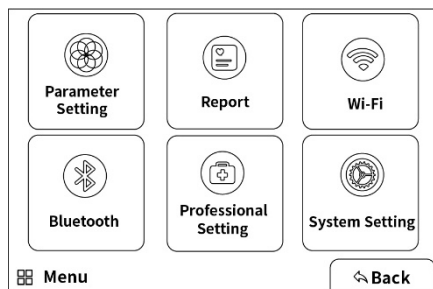 Parameter
Setting
Report
Wi-Fi
Bluetooth
Professional
Setting
System Setting
Menu
Back